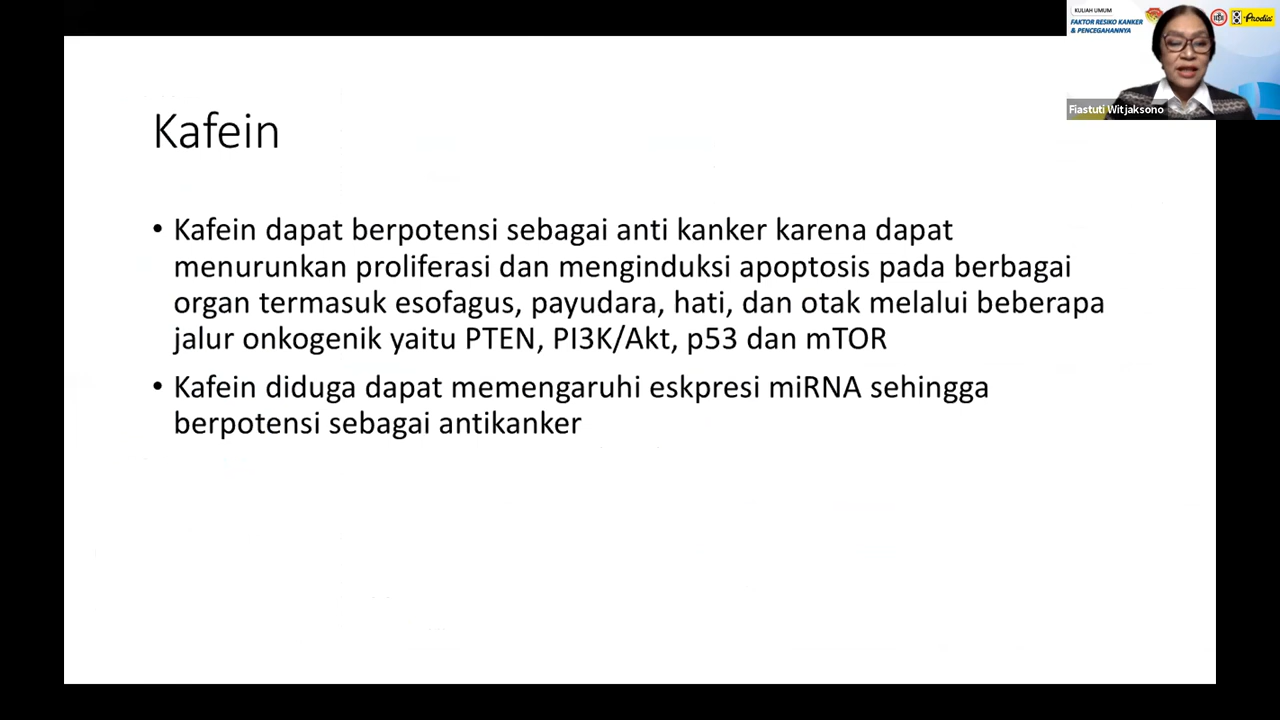 KULIAH UMUM
FAKTOR RESIKO KANKER
& PENCEGAHANNYA
Prodia
Fiastuti Witjaksono
Kafein
• Kafein dapat berpotensi sebagai anti kanker karena dapat
menurunkan proliferasi dan menginduksi apoptosis pada berbagai
organ termasuk esofagus, payudara, hati, dan otak melalui beberapa
jalur onkogenik yaitu PTEN, PI3K/Akt, p53 dan mTOR
• Kafein diduga dapat memengaruhi eskpresi miRNA sehingga
berpotensi sebagai antikanker